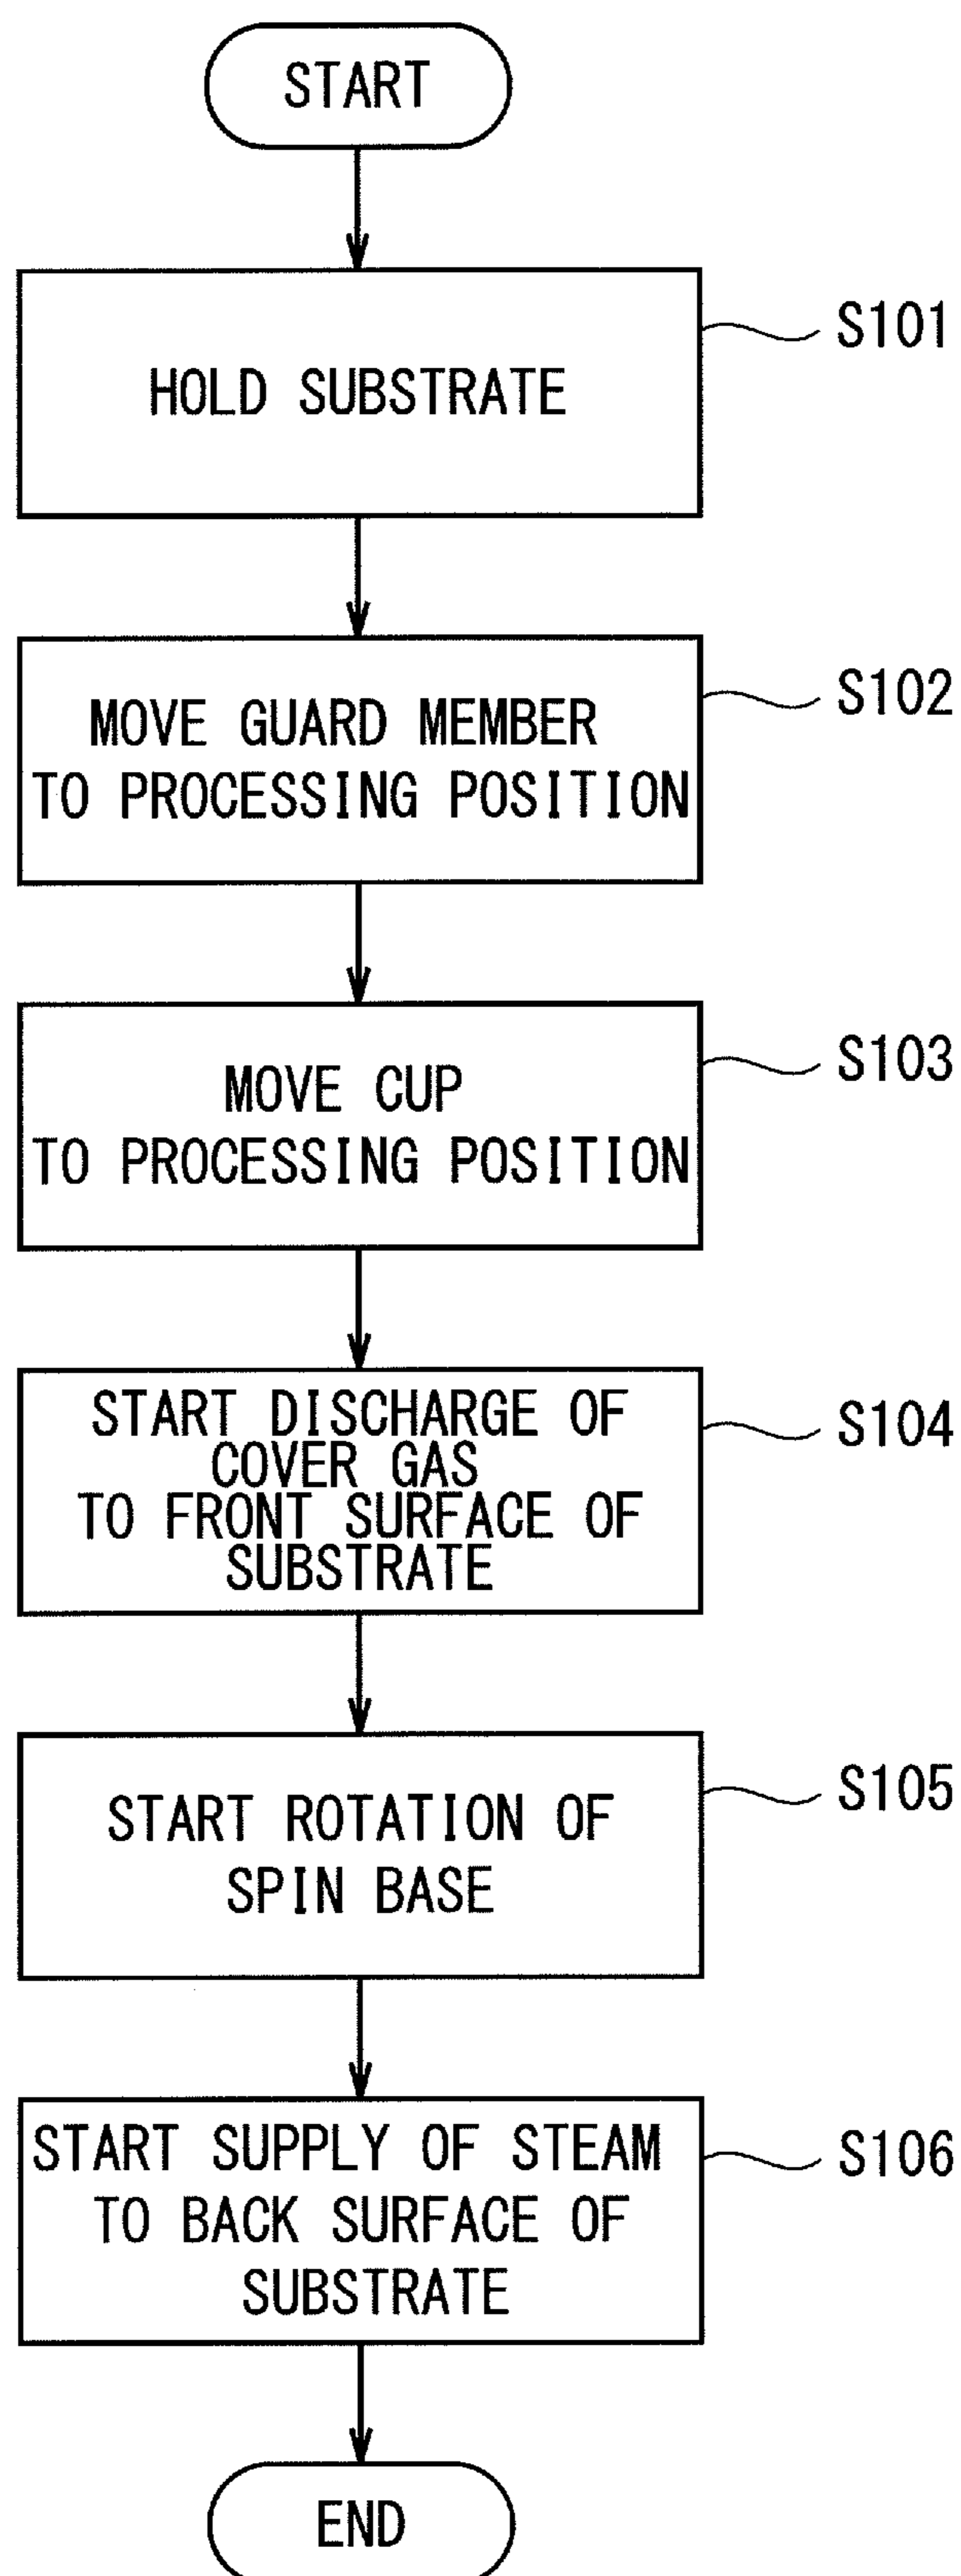 START
HOLD SUBSTRATE
S101
MOVE GUARD MEMBER
TO PROCESSING POSITION
S102
MOVE CUP
TO PROCESSING POSITION
S103
START DISCHARGE OF
COVER GAS
TO FRONT SURFACE OF
SUBSTRATE
S104
START ROTATION OF
SPIN BASE
S105
START SUPPLY OF STEAM
TO BACK SURFACE OF
SUBSTRATE
S106
END